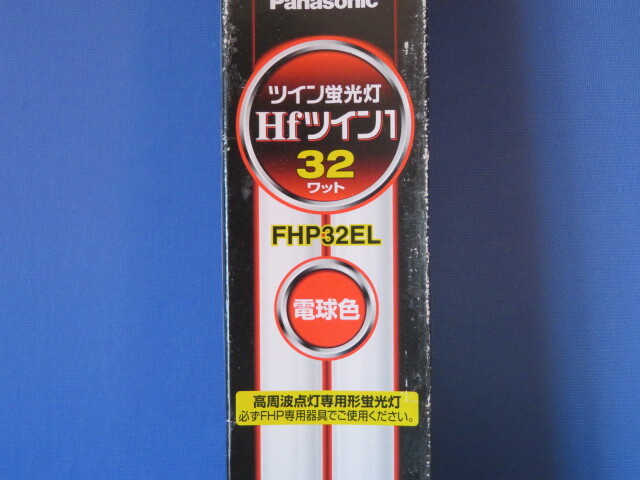 Panasonic
ツイン蛍光灯
Hfツイン1
32
ワット
FHP32EL
電球色
高周波点灯専用形蛍光灯
必ずFHP専用器具でご使用ください。